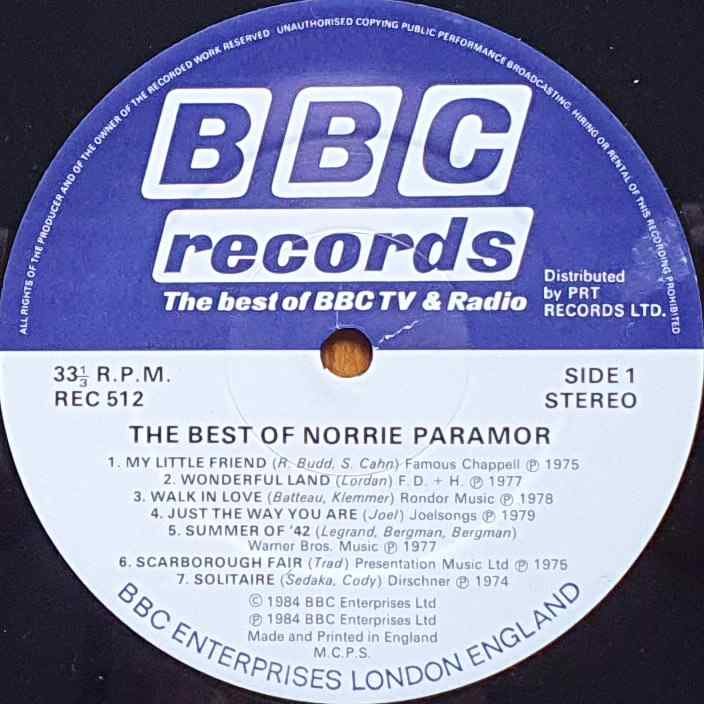 ALL RIGHTS OF THE PRODUCER AND OF THE OWNER OF THE RECORDED WORK RESERVED · UNAUTHORISED COPYING PUBLIC PERFORMANCE BROADCASTING, HIRING OR RENTAL OF THIS RECORDING PROHIBITED
BBC
records
The best of BBC TV & Radio
Distributed
by PRT
RECORDS LTD.
33⅓ R.P.M.
SIDE 1
REC 512
STEREO
THE BEST OF NORRIE PARAMOR
1. MY LITTLE FRIEND (R. Budd, S. Cahn) Famous Chappell ℗ 1975
2. WONDERFUL LAND (Lordan) F.D. + H. ℗ 1977
3. WALK IN LOVE (Batteau, Klemmer) Rondor Music ℗ 1978
4. JUST THE WAY YOU ARE (Joel) Joelsongs ℗ 1979
5. SUMMER OF '42 (Legrand, Bergman, Bergman)
Warner Bros. Music ℗ 1977
6. SCARBOROUGH FAIR (Trad) Presentation Music Ltd ℗ 1975
7. SOLITAIRE (Sedaka, Cody) Dirschner ℗ 1974
© 1984 BBC Enterprises Ltd
℗ 1984 BBC Enterprises Ltd
Made and Printed in England
M.C.P.S.
BBC ENTERPRISES LONDON ENGLAND